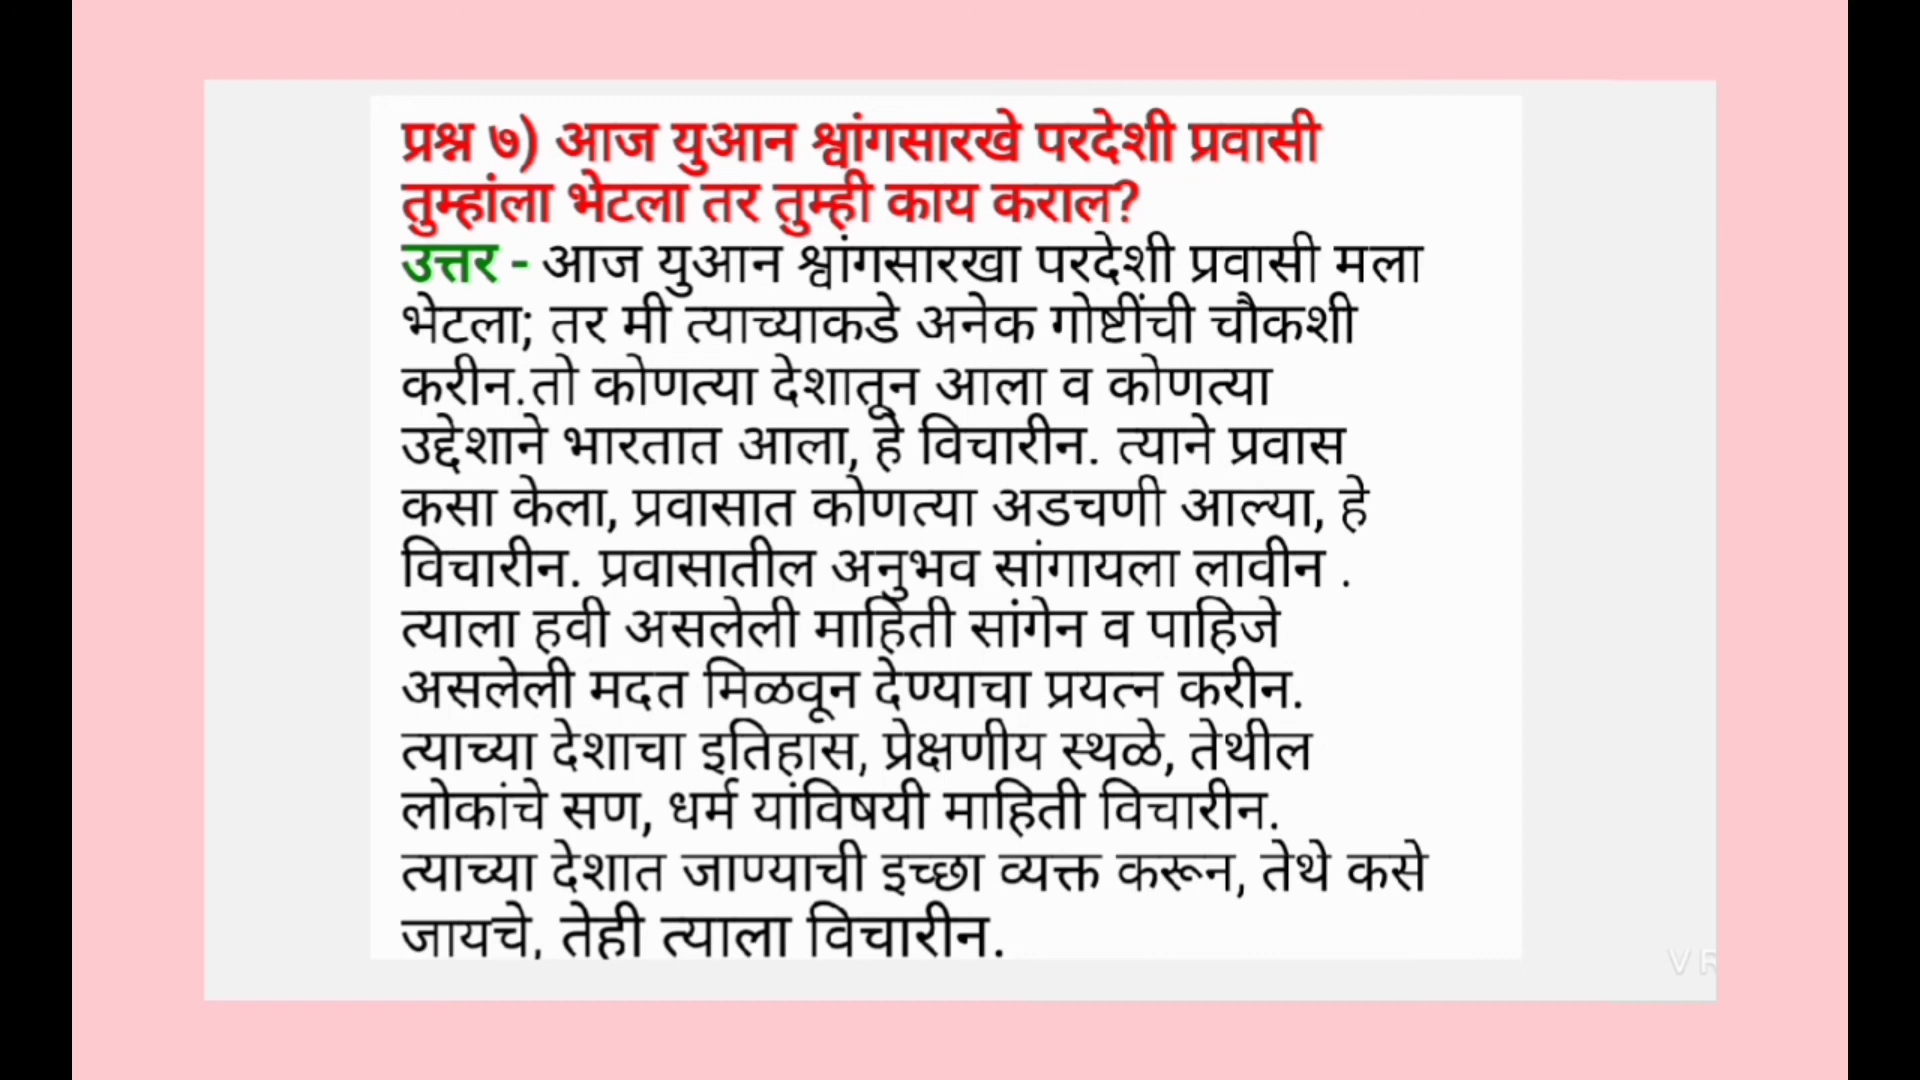 प्रश्न ७) आज युआन श्वांगसारखे परदेशी प्रवासी
तुम्हांला भेटला तर तुम्ही काय कराल?
उत्तर - आज युआन श्वांगसारखा परदेशी प्रवासी मला
भेटला; तर मी त्याच्याकडे अनेक गोष्टींची चौकशी
करीन.तो कोणत्या देशातून आला व कोणत्या
उद्देशाने भारतात आला, हे विचारीन. त्याने प्रवास
कसा केला, प्रवासात कोणत्या अडचणी आल्या, हे
विचारीन. प्रवासातील अनुभव सांगायला लावीन .
त्याला हवी असलेली माहिती सांगेन व पाहिजे
असलेली मदत मिळवून देण्याचा प्रयत्न करीन.
त्याच्या देशाचा इतिहास, प्रेक्षणीय स्थळे, तेथील
लोकांचे सण, धर्म यांविषयी माहिती विचारीन.
त्याच्या देशात जाण्याची इच्छा व्यक्त करून, तेथे कसे
जायचे, तेही त्याला विचारीन.